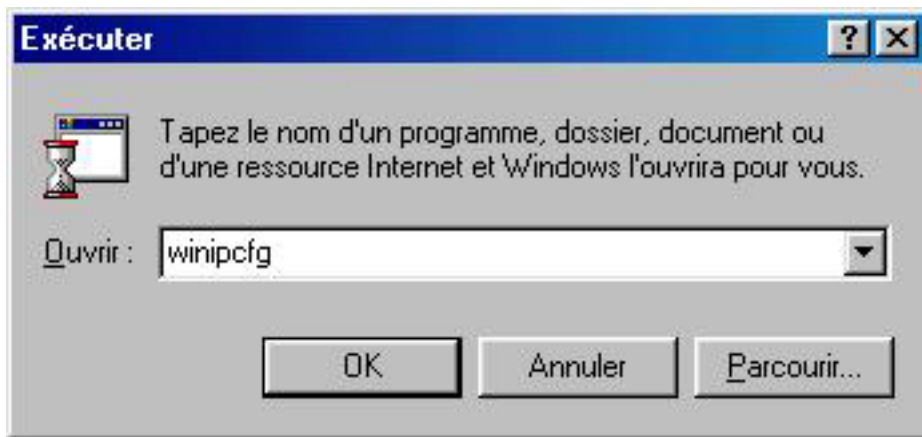 Exécuter
Tapez le nom d'un programme, dossier, document ou
d'une ressource Internet et Windows l'ouvrira pour vous.
Ouvrir : winipcfg
OK Annuler Parcourir...